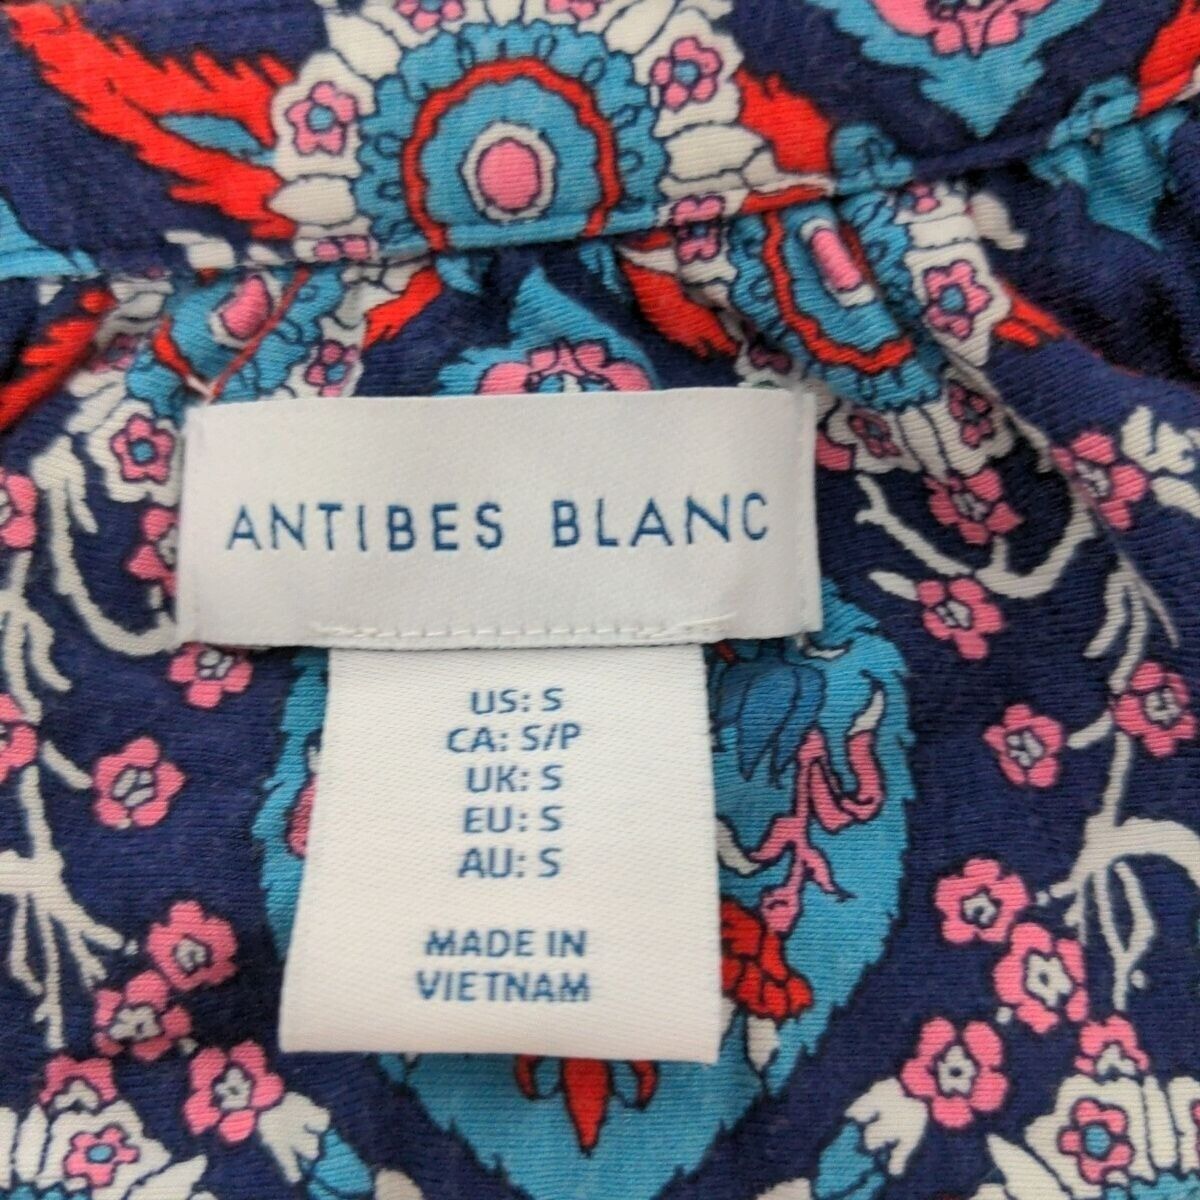 ANTIBES BLANC
US: S
CA: S/P
UK: S
EU: S
AU: S
MADE IN
VIETNAM